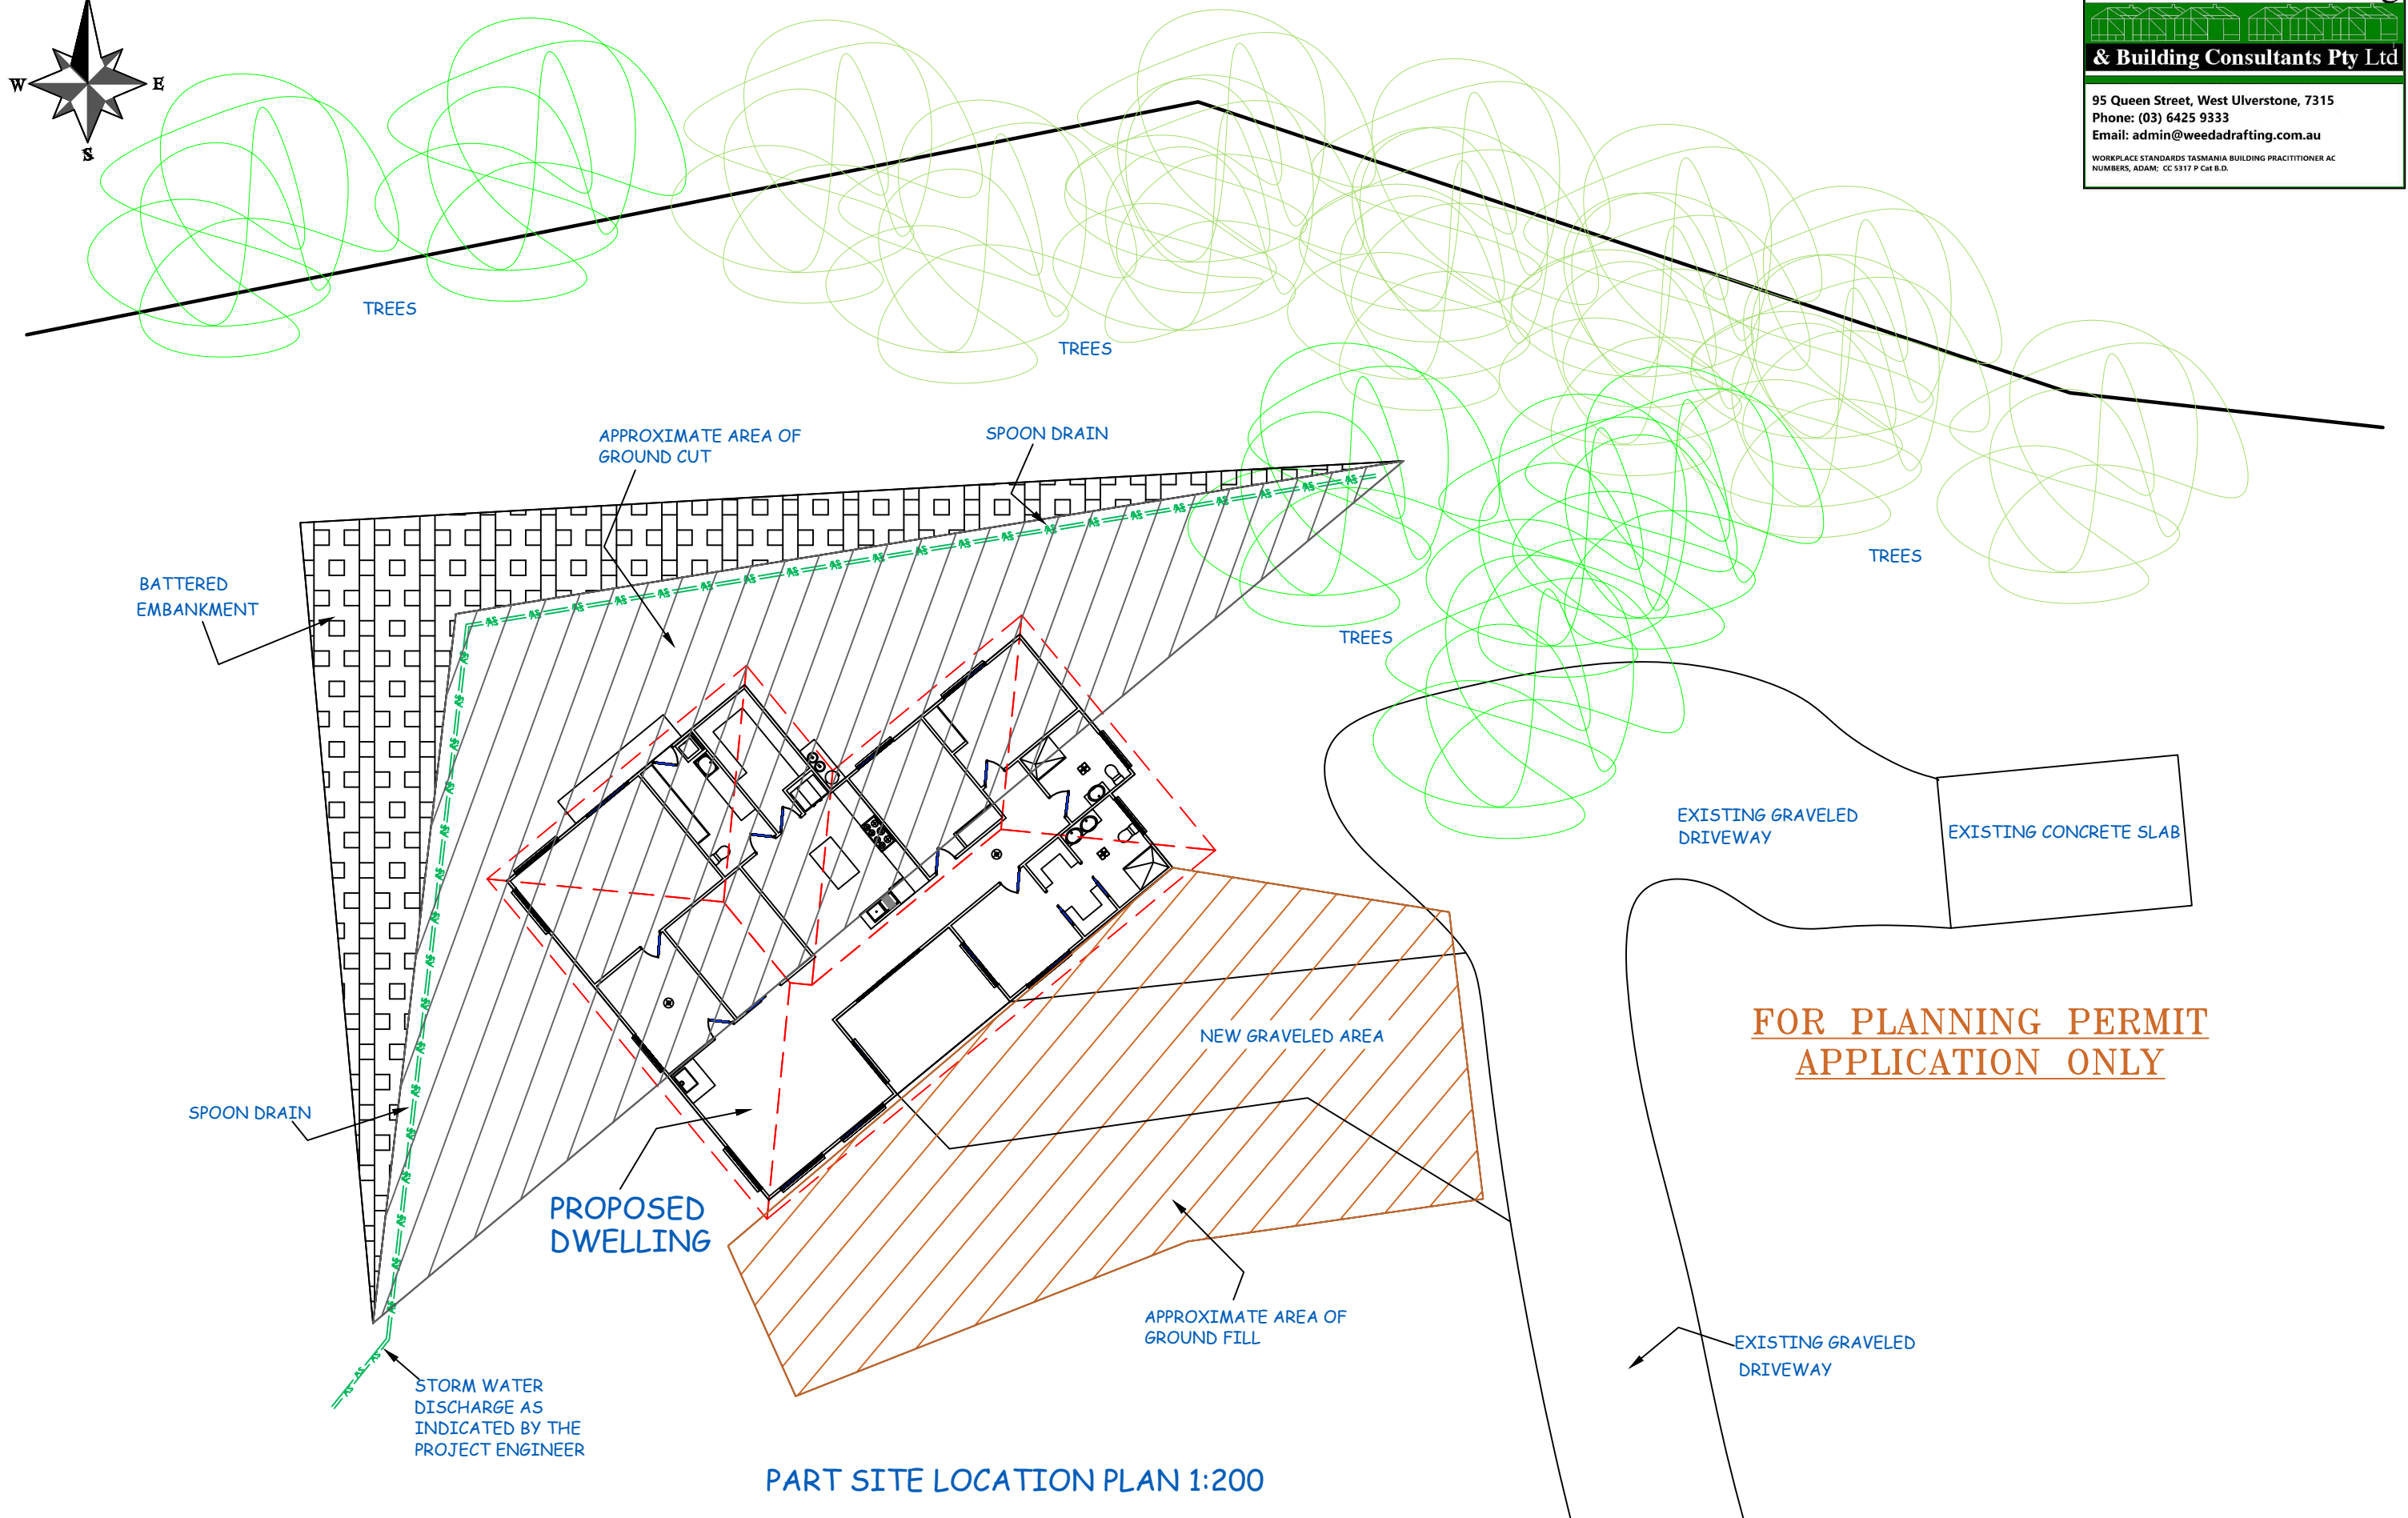 W
E
S
& Building Consultants Pty Ltd
95 Queen Street, West Ulverstone, 7315
Phone: (03) 6425 9333
Email: admin@weedadrafting.com.au
WORKPLACE STANDARDS TASMANIA BUILDING PRACITITIONER AC
NUMBERS, ADAM; CC 5317 P Cat B.D.
TREES
TREES
APPROXIMATE AREA OF
GROUND CUT
SPOON DRAIN
TREES
BATTERED
EMBANKMENT
TREES
EXISTING GRAVELED
DRIVEWAY
EXISTING CONCRETE SLAB
FOR PLANNING PERMIT
APPLICATION ONLY
NEW GRAVELED AREA
SPOON DRAIN
PROPOSED
DWELLING
APPROXIMATE AREA OF
GROUND FILL
EXISTING GRAVELED
DRIVEWAY
STORM WATER
DISCHARGE AS
INDICATED BY THE
PROJECT ENGINEER
PART SITE LOCATION PLAN 1:200